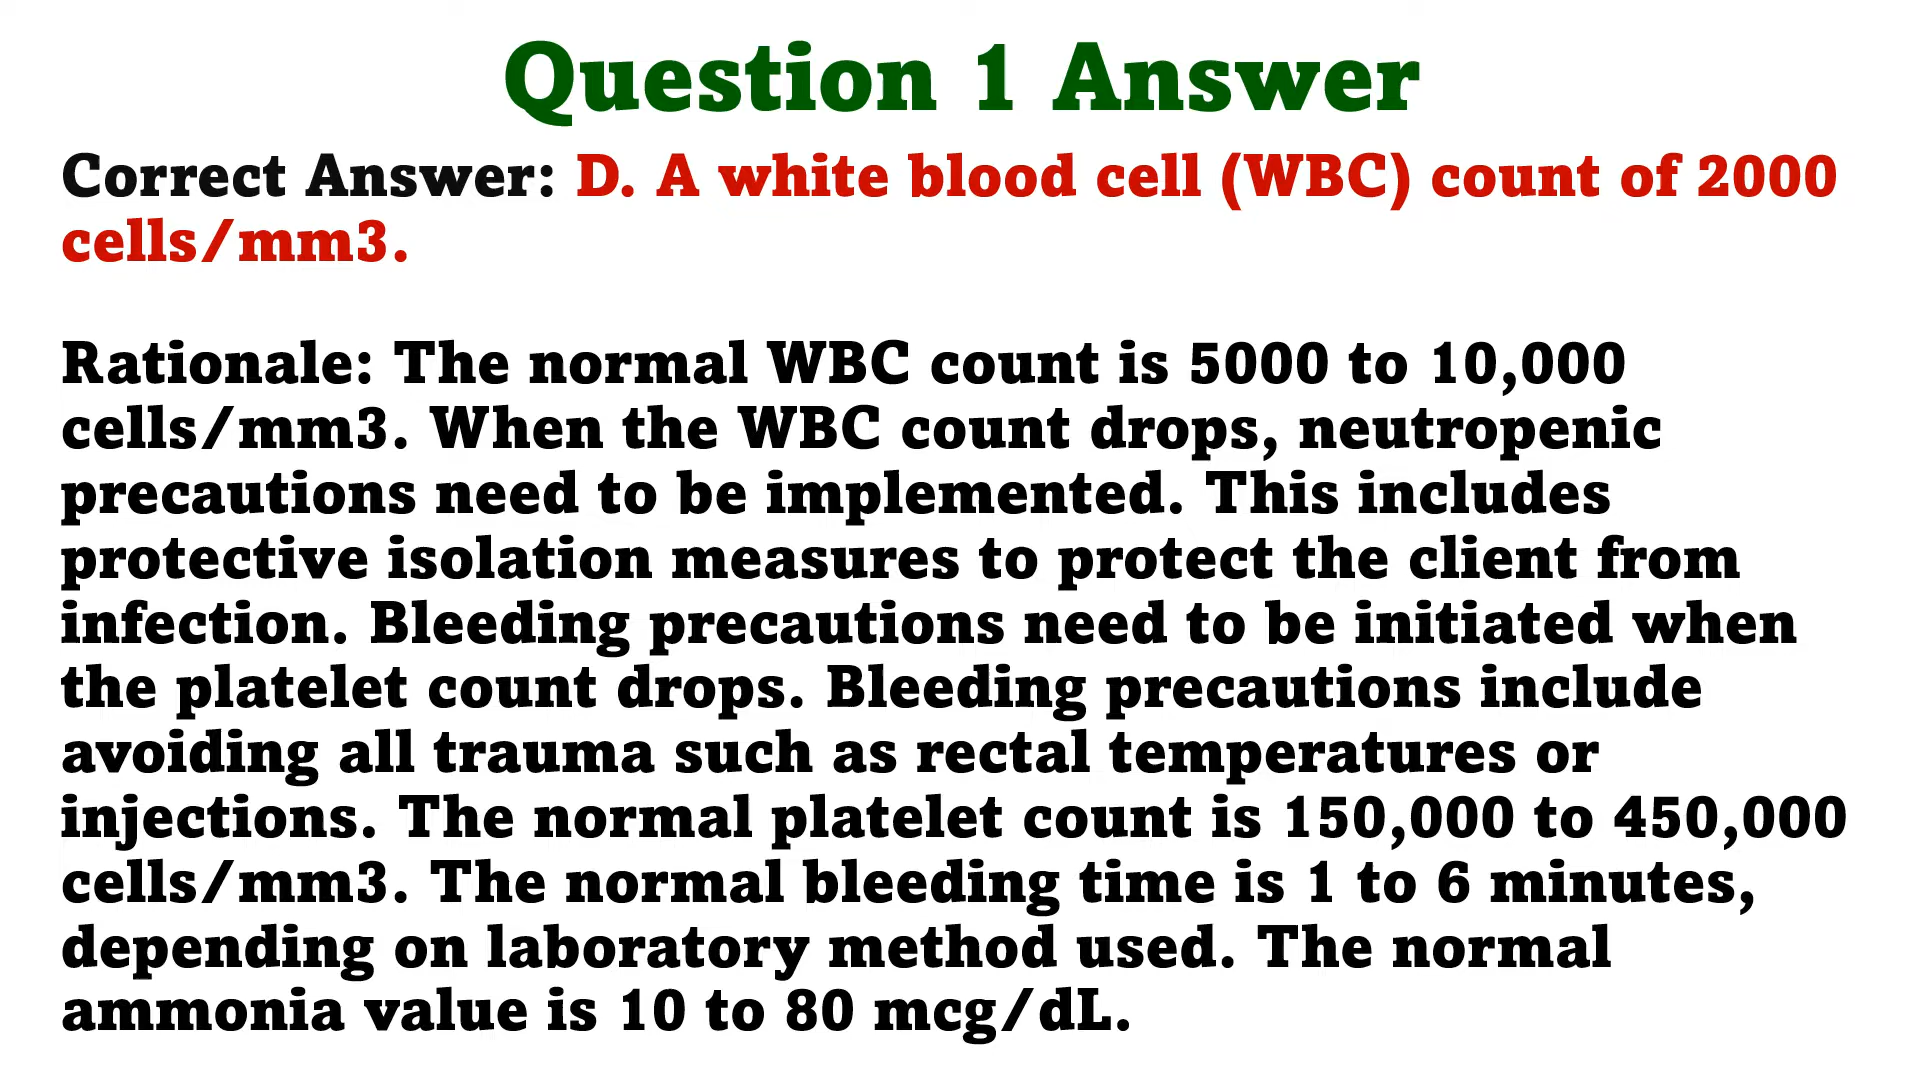 Question 1 Answer
Correct Answer: D. A white blood cell (WBC) count of 2000
cells/mm3.
Rationale: The normal WBC count is 5000 to 10,000
cells/mm3. When the WBC count drops, neutropenic
precautions need to be implemented. This includes
protective isolation measures to protect the client from
infection. Bleeding precautions need to be initiated when
the platelet count drops. Bleeding precautions include
avoiding all trauma such as rectal temperatures or
injections. The normal platelet count is 150,000 to 450,000
cells/mm3. The normal bleeding time is 1 to 6 minutes,
depending on laboratory method used. The normal
ammonia value is 10 to 80 mcg/dL.